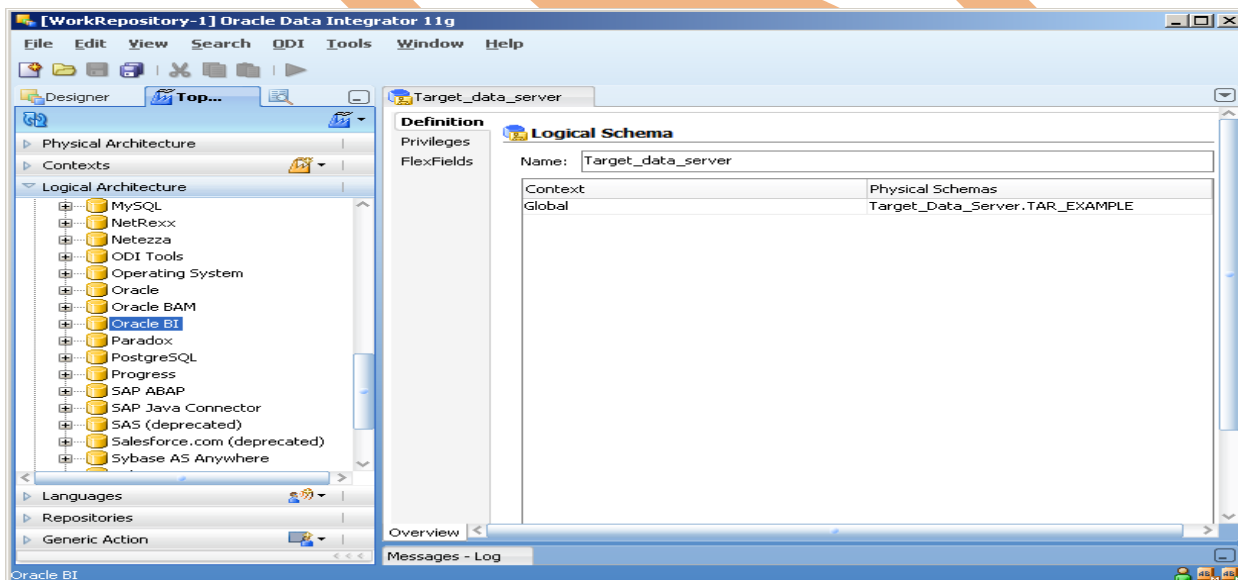 [WorkRepository-1] Oracle Data Integrator 11g
File Edit View Search ODI Tools Window Help
Designer Top...
Physical Architecture
Contexts
Logical Architecture
MySQL
NetRexx
Netezza
ODI Tools
Operating System
Oracle
Oracle BAM
Oracle BI
Paradox
PostgreSQL
Progress
SAP ABAP
SAP Java Connector
SAS (deprecated)
Salesforce.com (deprecated)
Sybase AS Anywhere
Languages
Repositories
Generic Action
Target_data_server
Definition
Privileges
FlexFields
Logical Schema
Name: Target_data_server
Context Physical Schemas
Global Target_Data_Server.TAR_EXAMPLE
Overview
Messages - Log
Oracle BI